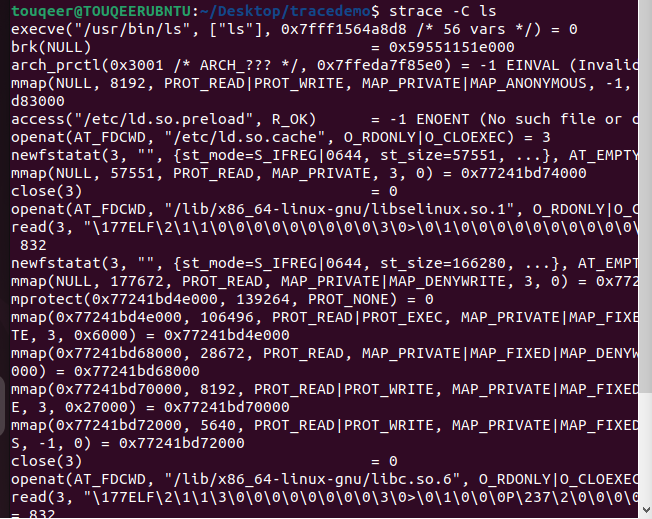 touqeer@TOUQEERUBNTU:~/Desktop/tracedemo$ strace -C ls
execve("/usr/bin/ls", ["ls"], 0x7fff1564a8d8 /* 56 vars */) = 0
brk(NULL)                               = 0x59551151e000
arch_prctl(0x3001 /* ARCH_??? */, 0x7ffeda7f85e0) = -1 EINVAL (Invalid
mmap(NULL, 8192, PROT_READ|PROT_WRITE, MAP_PRIVATE|MAP_ANONYMOUS, -1,
d83000
access("/etc/ld.so.preload", R_OK)      = -1 ENOENT (No such file or
openat(AT_FDCWD, "/etc/ld.so.cache", O_RDONLY|O_CLOEXEC) = 3
newfstatat(3, "", {st_mode=S_IFREG|0644, st_size=57551, ...}, AT_EMPTY
mmap(NULL, 57551, PROT_READ, MAP_PRIVATE, 3, 0) = 0x77241bd74000
close(3)                                = 0
openat(AT_FDCWD, "/lib/x86_64-linux-gnu/libselinux.so.1", O_RDONLY|O_C
read(3, "\177ELF\2\1\1\0\0\0\0\0\0\0\0\0\3\0>\0\1\0\0\0\0\0\0\0\0\0\
 832
newfstatat(3, "", {st_mode=S_IFREG|0644, st_size=166280, ...}, AT_EMPT
mmap(NULL, 177672, PROT_READ, MAP_PRIVATE|MAP_DENYWRITE, 3, 0) = 0x772
mprotect(0x77241bd4e000, 139264, PROT_NONE) = 0
mmap(0x77241bd4e000, 106496, PROT_READ|PROT_EXEC, MAP_PRIVATE|MAP_FIXE
TE, 3, 0x6000) = 0x77241bd4e000
mmap(0x77241bd68000, 28672, PROT_READ, MAP_PRIVATE|MAP_FIXED|MAP_DENYW
000) = 0x77241bd68000
mmap(0x77241bd70000, 8192, PROT_READ|PROT_WRITE, MAP_PRIVATE|MAP_FIXED
E, 3, 0x27000) = 0x77241bd70000
mmap(0x77241bd72000, 5640, PROT_READ|PROT_WRITE, MAP_PRIVATE|MAP_FIXED
S, -1, 0) = 0x77241bd72000
close(3)                                = 0
openat(AT_FDCWD, "/lib/x86_64-linux-gnu/libc.so.6", O_RDONLY|O_CLOEXEC
read(3, "\177ELF\2\1\1\3\0\0\0\0\0\0\0\0\3\0>\0\1\0\0\0P\237\2\0\0\0\0
= 832